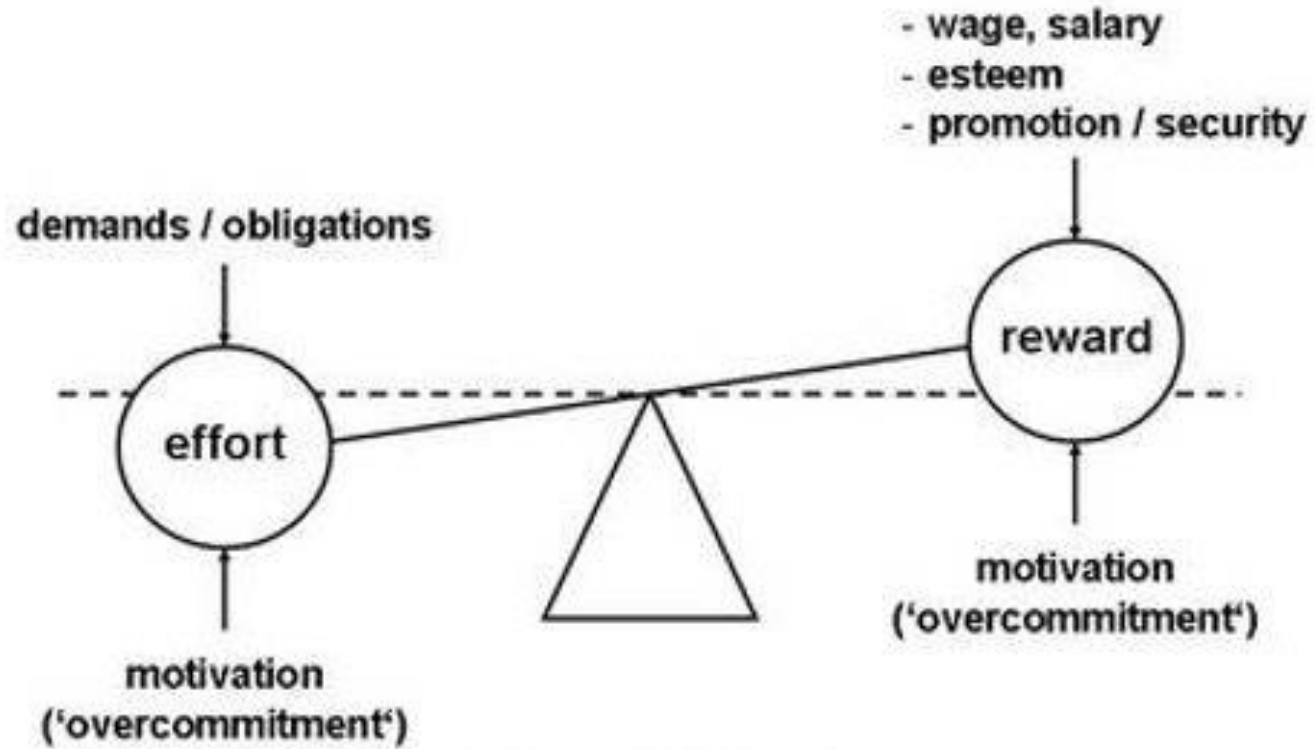 - wage, salary
- esteem
- promotion / security
demands / obligations
reward
effort
motivation
(‘overcommitment‘)
motivation
(‘overcommitment‘)